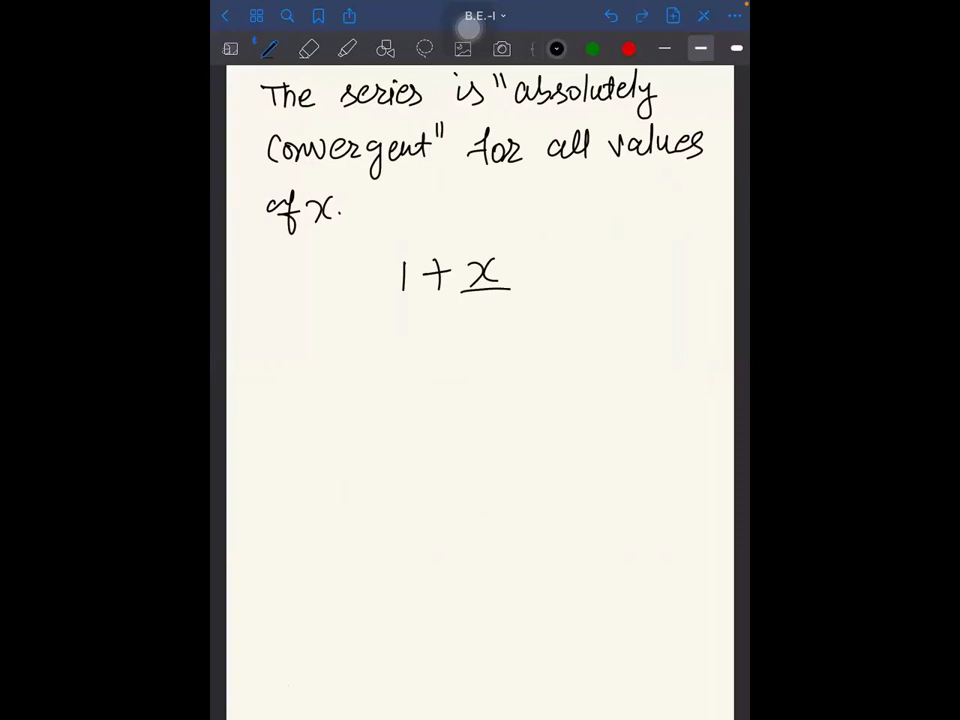 B.E.-I
The series is "absolutely
convergent" for all values
of x.
1 + x